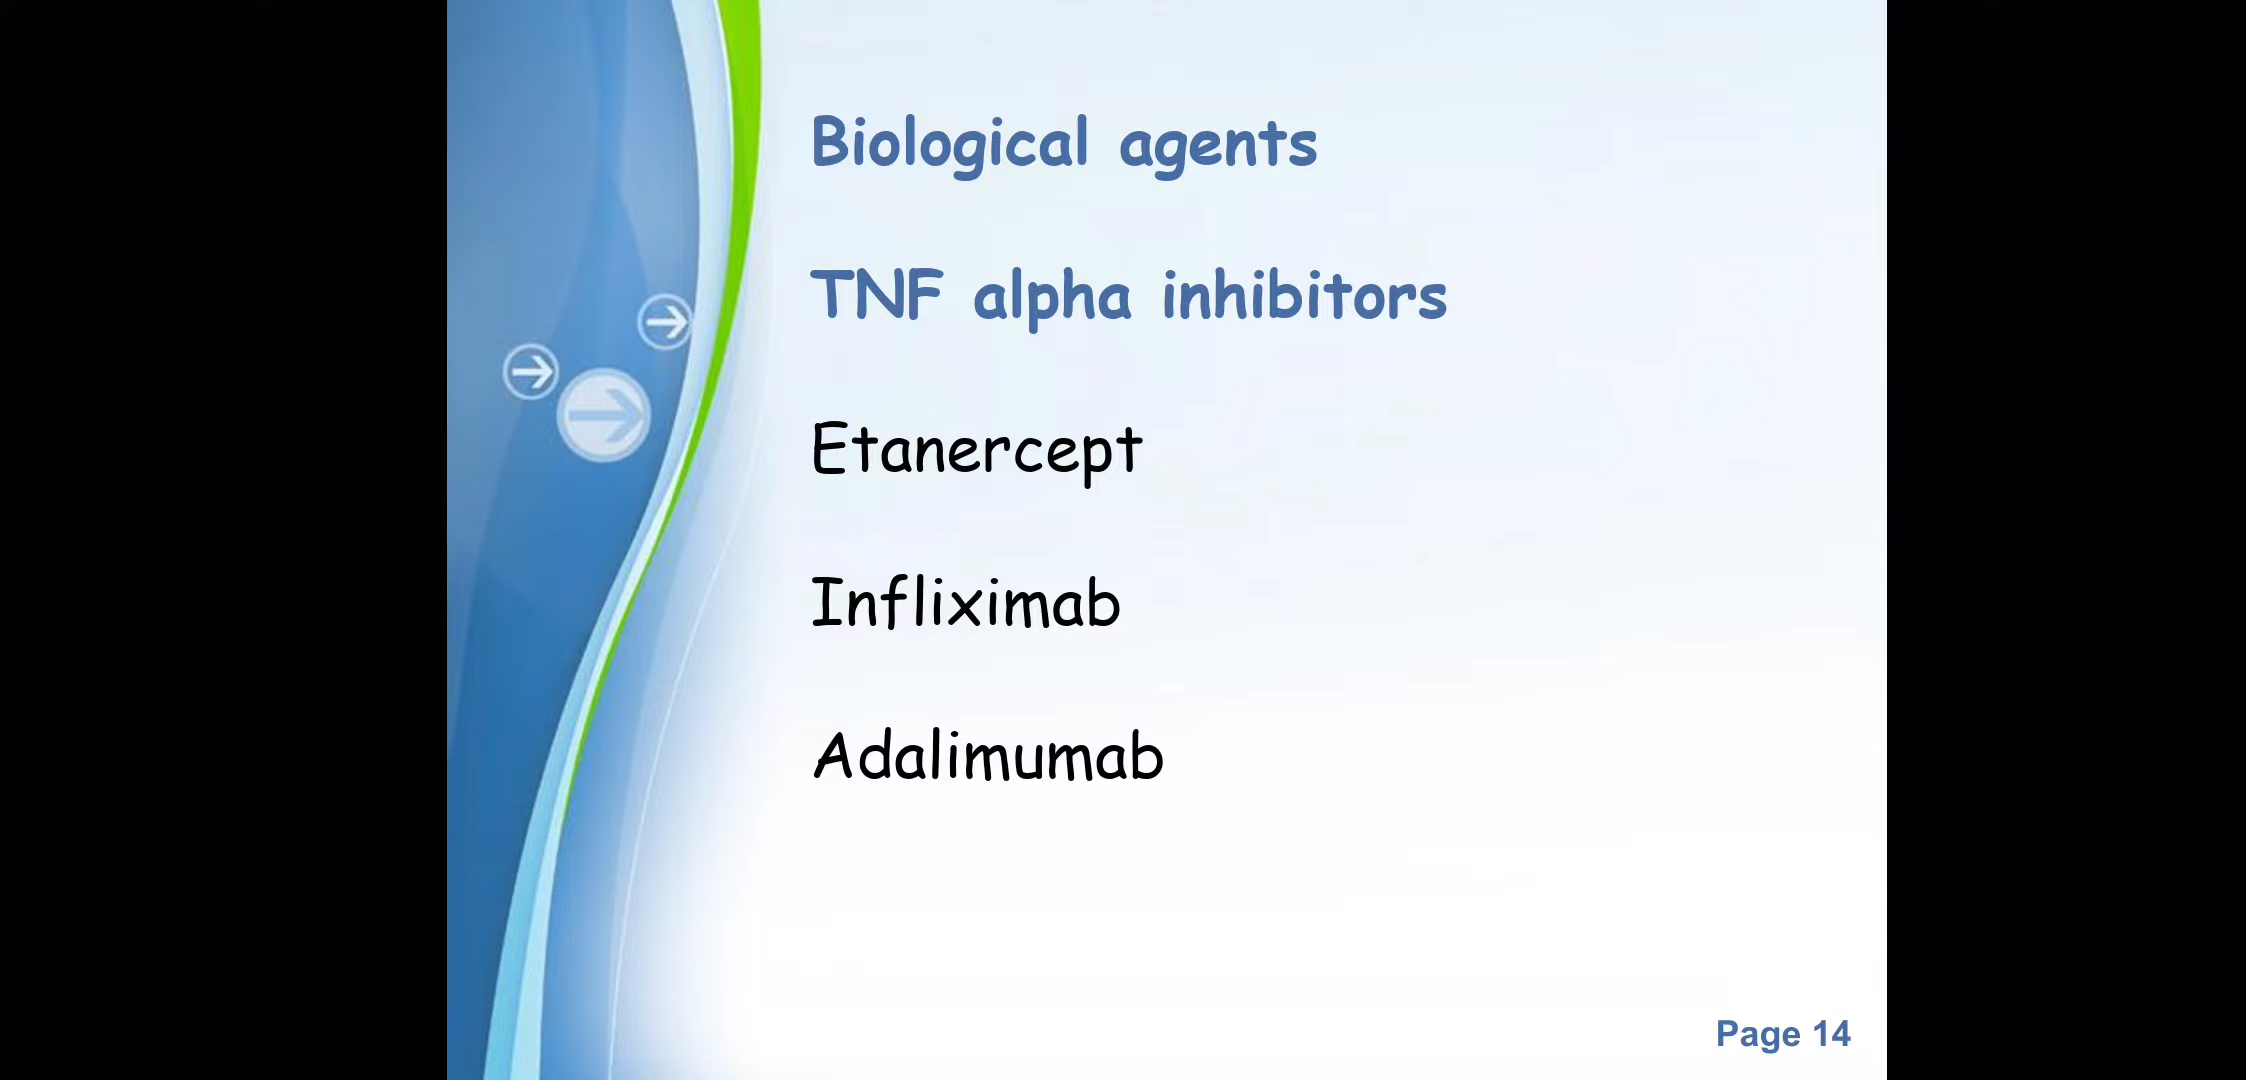 Biological agents
TNF alpha inhibitors
Etanercept
Infliximab
Adalimumab
Page 14